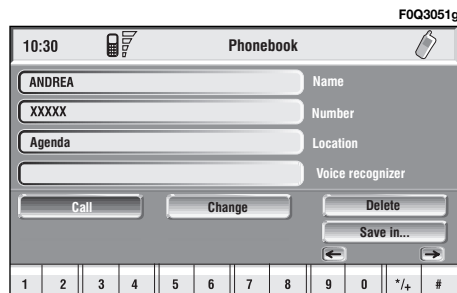 F0Q3051g
10:30 Phonebook
ANDREA Name
XXXXX Number
Agenda Location
Voice recognizer
Call Change Delete
Save in...
1 2 3 4 5 6 7 8 9 0 */+ #